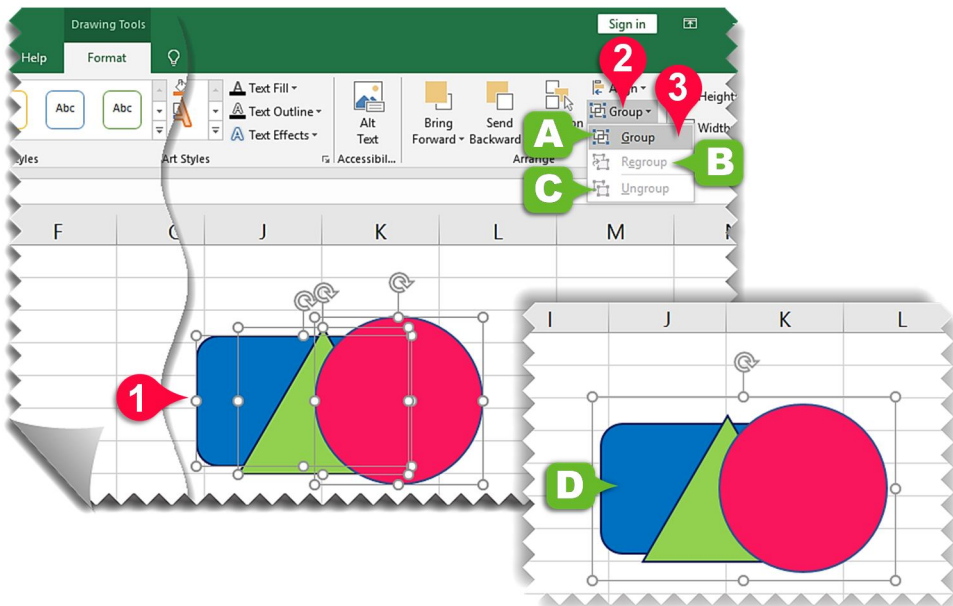 Drawing Tools
Sign in
Help
Format
2
3
Abc
Abc
Text Fill
Text Outline
Text Effects
Alt
Text
Bring
Forward
Send
Backward
Group
Height
Width
A
Group
B
Regroup
C
Ungroup
Art Styles
Accessibil...
Arrange
F
J
K
L
M
1
I
J
K
L
D